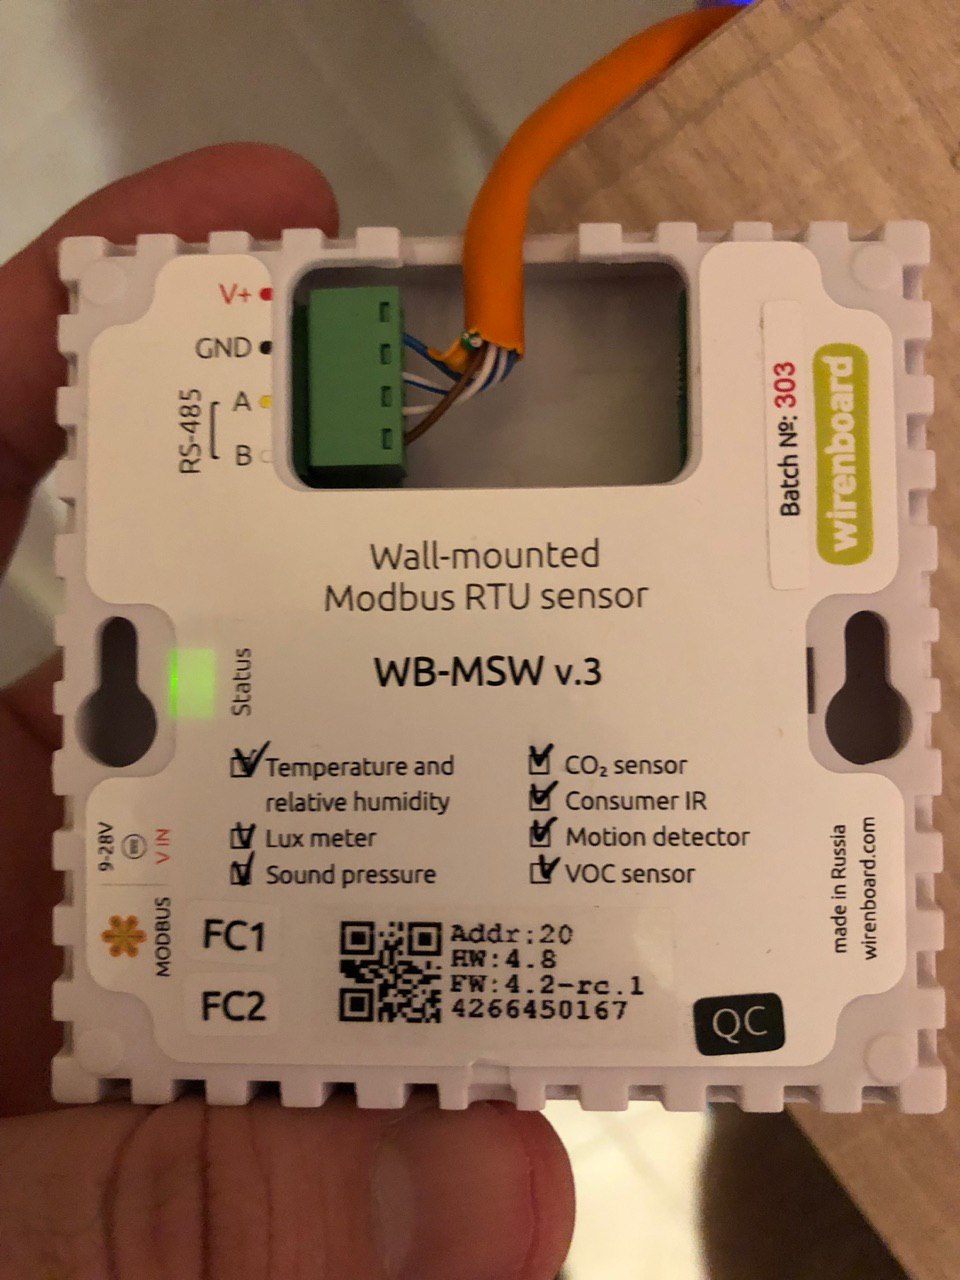 V+
GND
A
B
RS-485
Batch №: 303
wirenboard
Wall-mounted
Modbus RTU sensor
WB-MSW v.3
Status
Temperature and
relative humidity
Lux meter
Sound pressure
CO₂ sensor
Consumer IR
Motion detector
VOC sensor
9-28V
V IN
MODBUS
FC1
FC2
Addr:20
HW:4.8
FW:4.2-rc.1
4266450167
QC
made in Russia
wirenboard.com